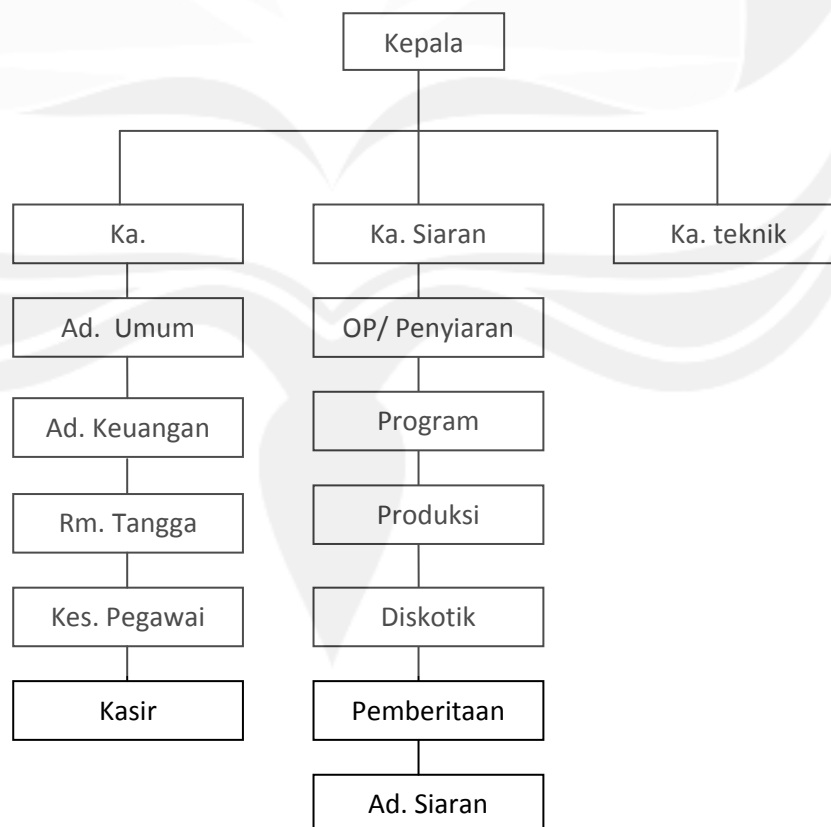 Kepala
Ka.
Ka. Siaran
Ka. teknik
Ad. Umum
OP/ Penyiaran
Ad. Keuangan
Program
Rm. Tangga
Produksi
Kes. Pegawai
Diskotik
Kasir
Pemberitaan
Ad. Siaran